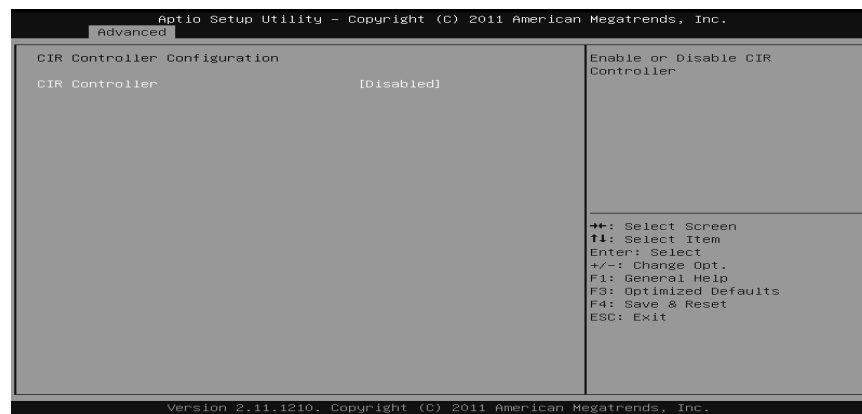 Aptio Setup Utility – Copyright (C) 2011 American Megatrends, Inc.
Advanced
CIR Controller Configuration
CIR Controller [Disabled]
Enable or Disable CIR
Controller
→←: Select Screen
↑↓: Select Item
Enter: Select
+/-: Change Opt.
F1: General Help
F3: Optimized Defaults
F4: Save & Reset
ESC: Exit
Version 2.11.1210. Copyright (C) 2011 American Megatrends, Inc.